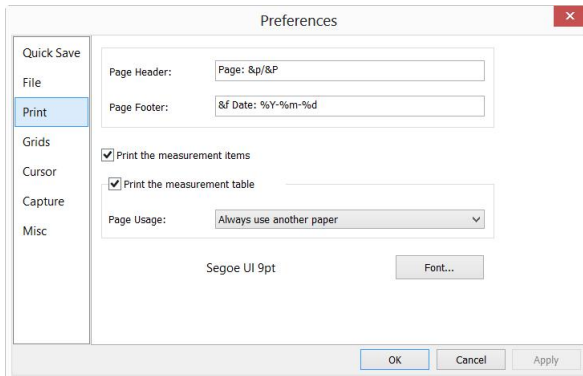 Preferences
Quick Save
File
Print
Grids
Cursor
Capture
Misc
Page Header: Page: &p/&P
Page Footer: &f Date: %Y-%m-%d
Print the measurement items
Print the measurement table
Page Usage: Always use another paper
Segoe UI 9pt Font...
OK Cancel Apply